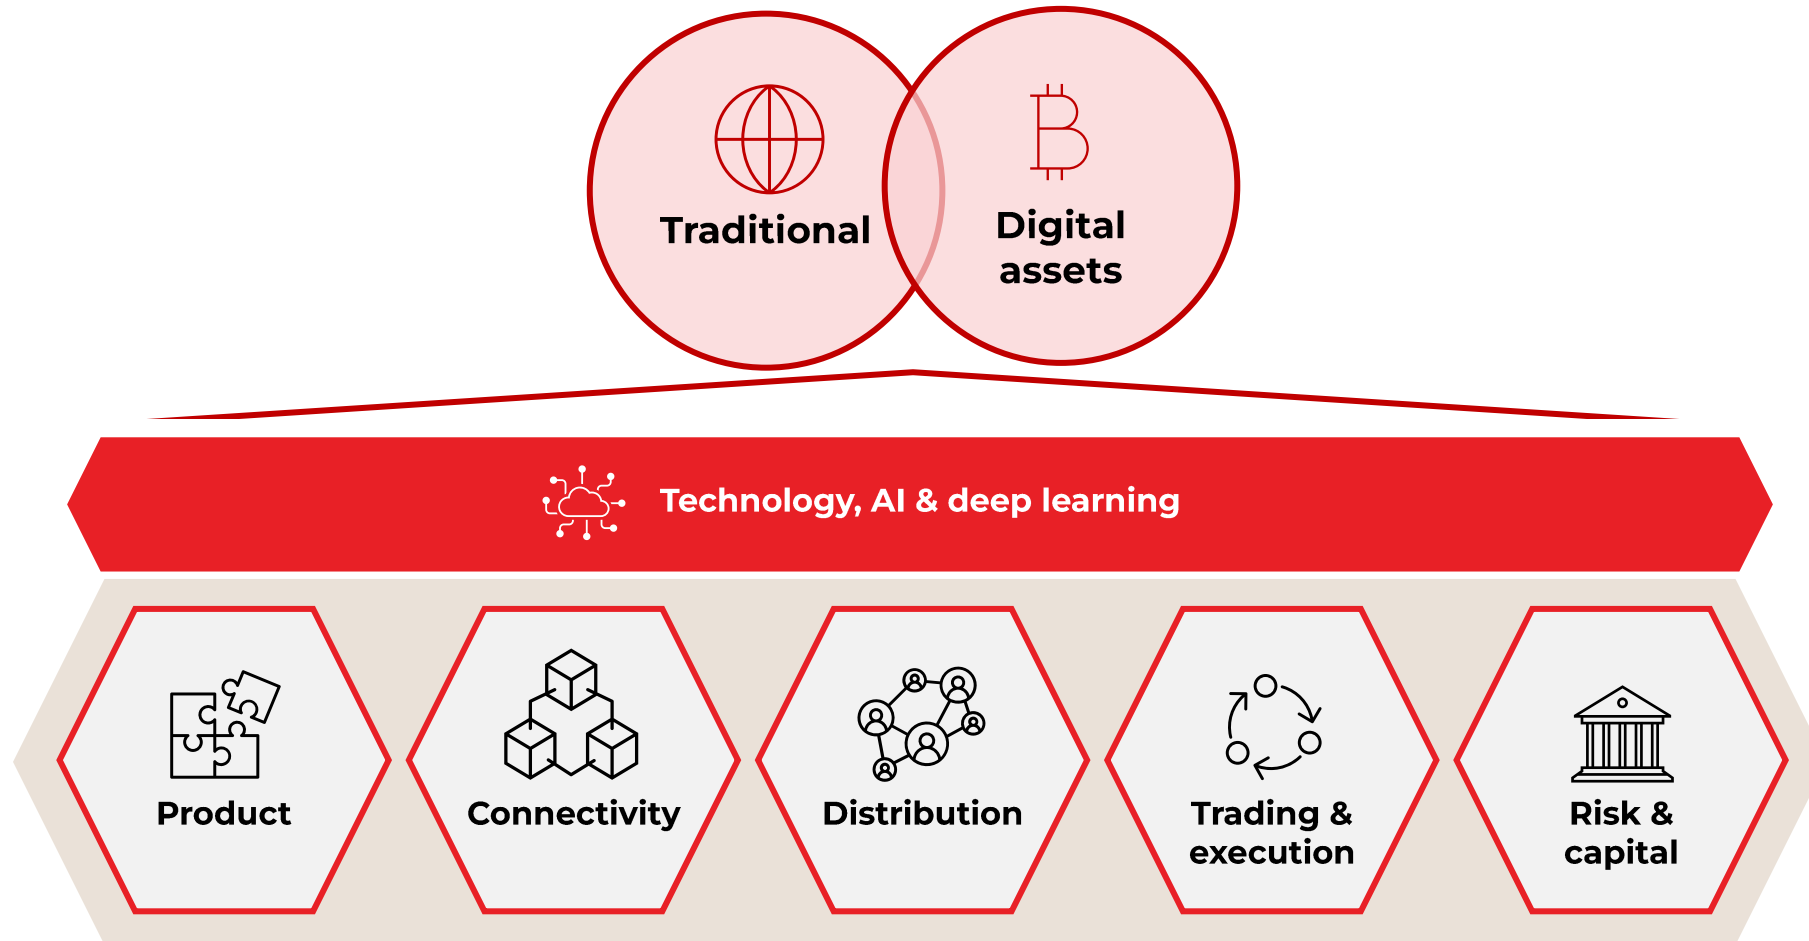 Traditional
Digital
assets
Technology, AI & deep learning
Product
Connectivity
Distribution
Trading &
execution
Risk &
capital